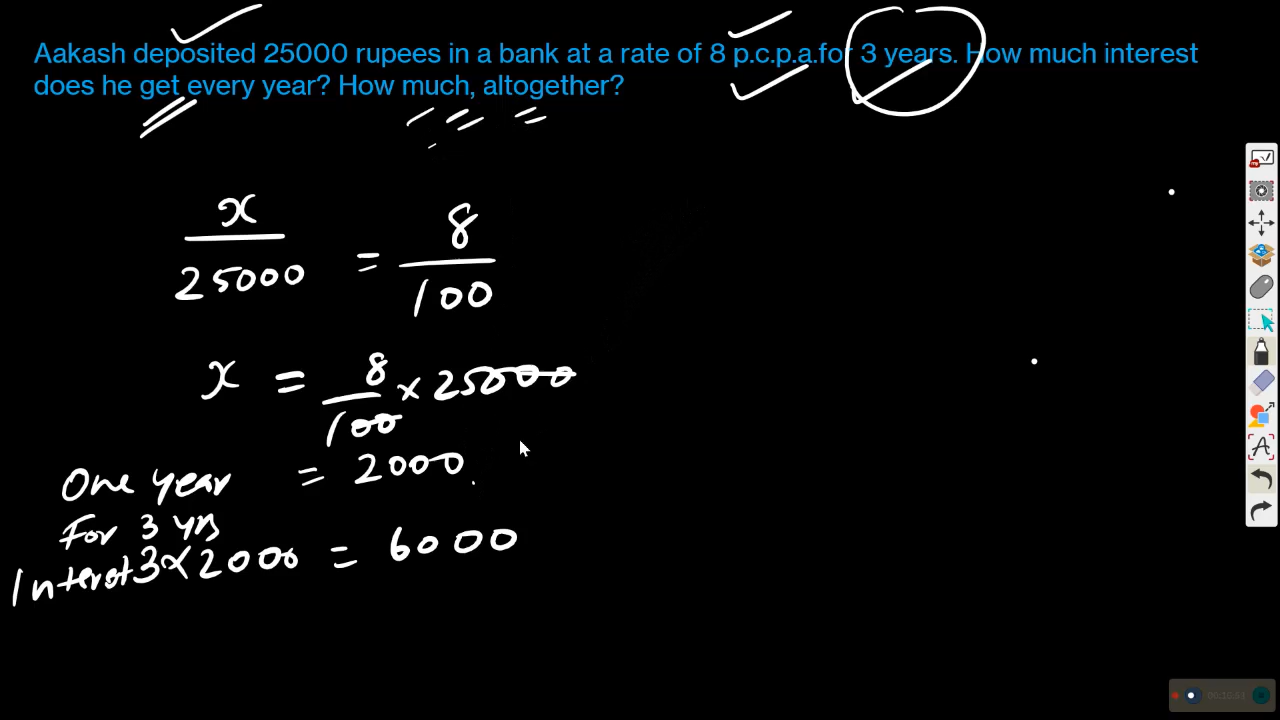 Aakash deposited 25000 rupees in a bank at a rate of 8 p.c.p.a.for 3 years. How much interest
does he get every year? How much, altogether?
x/25000 = 8/100
x = 8/100 × 25000
One year = 2000.
For 3 yrs
Interst 3×2000 = 6000